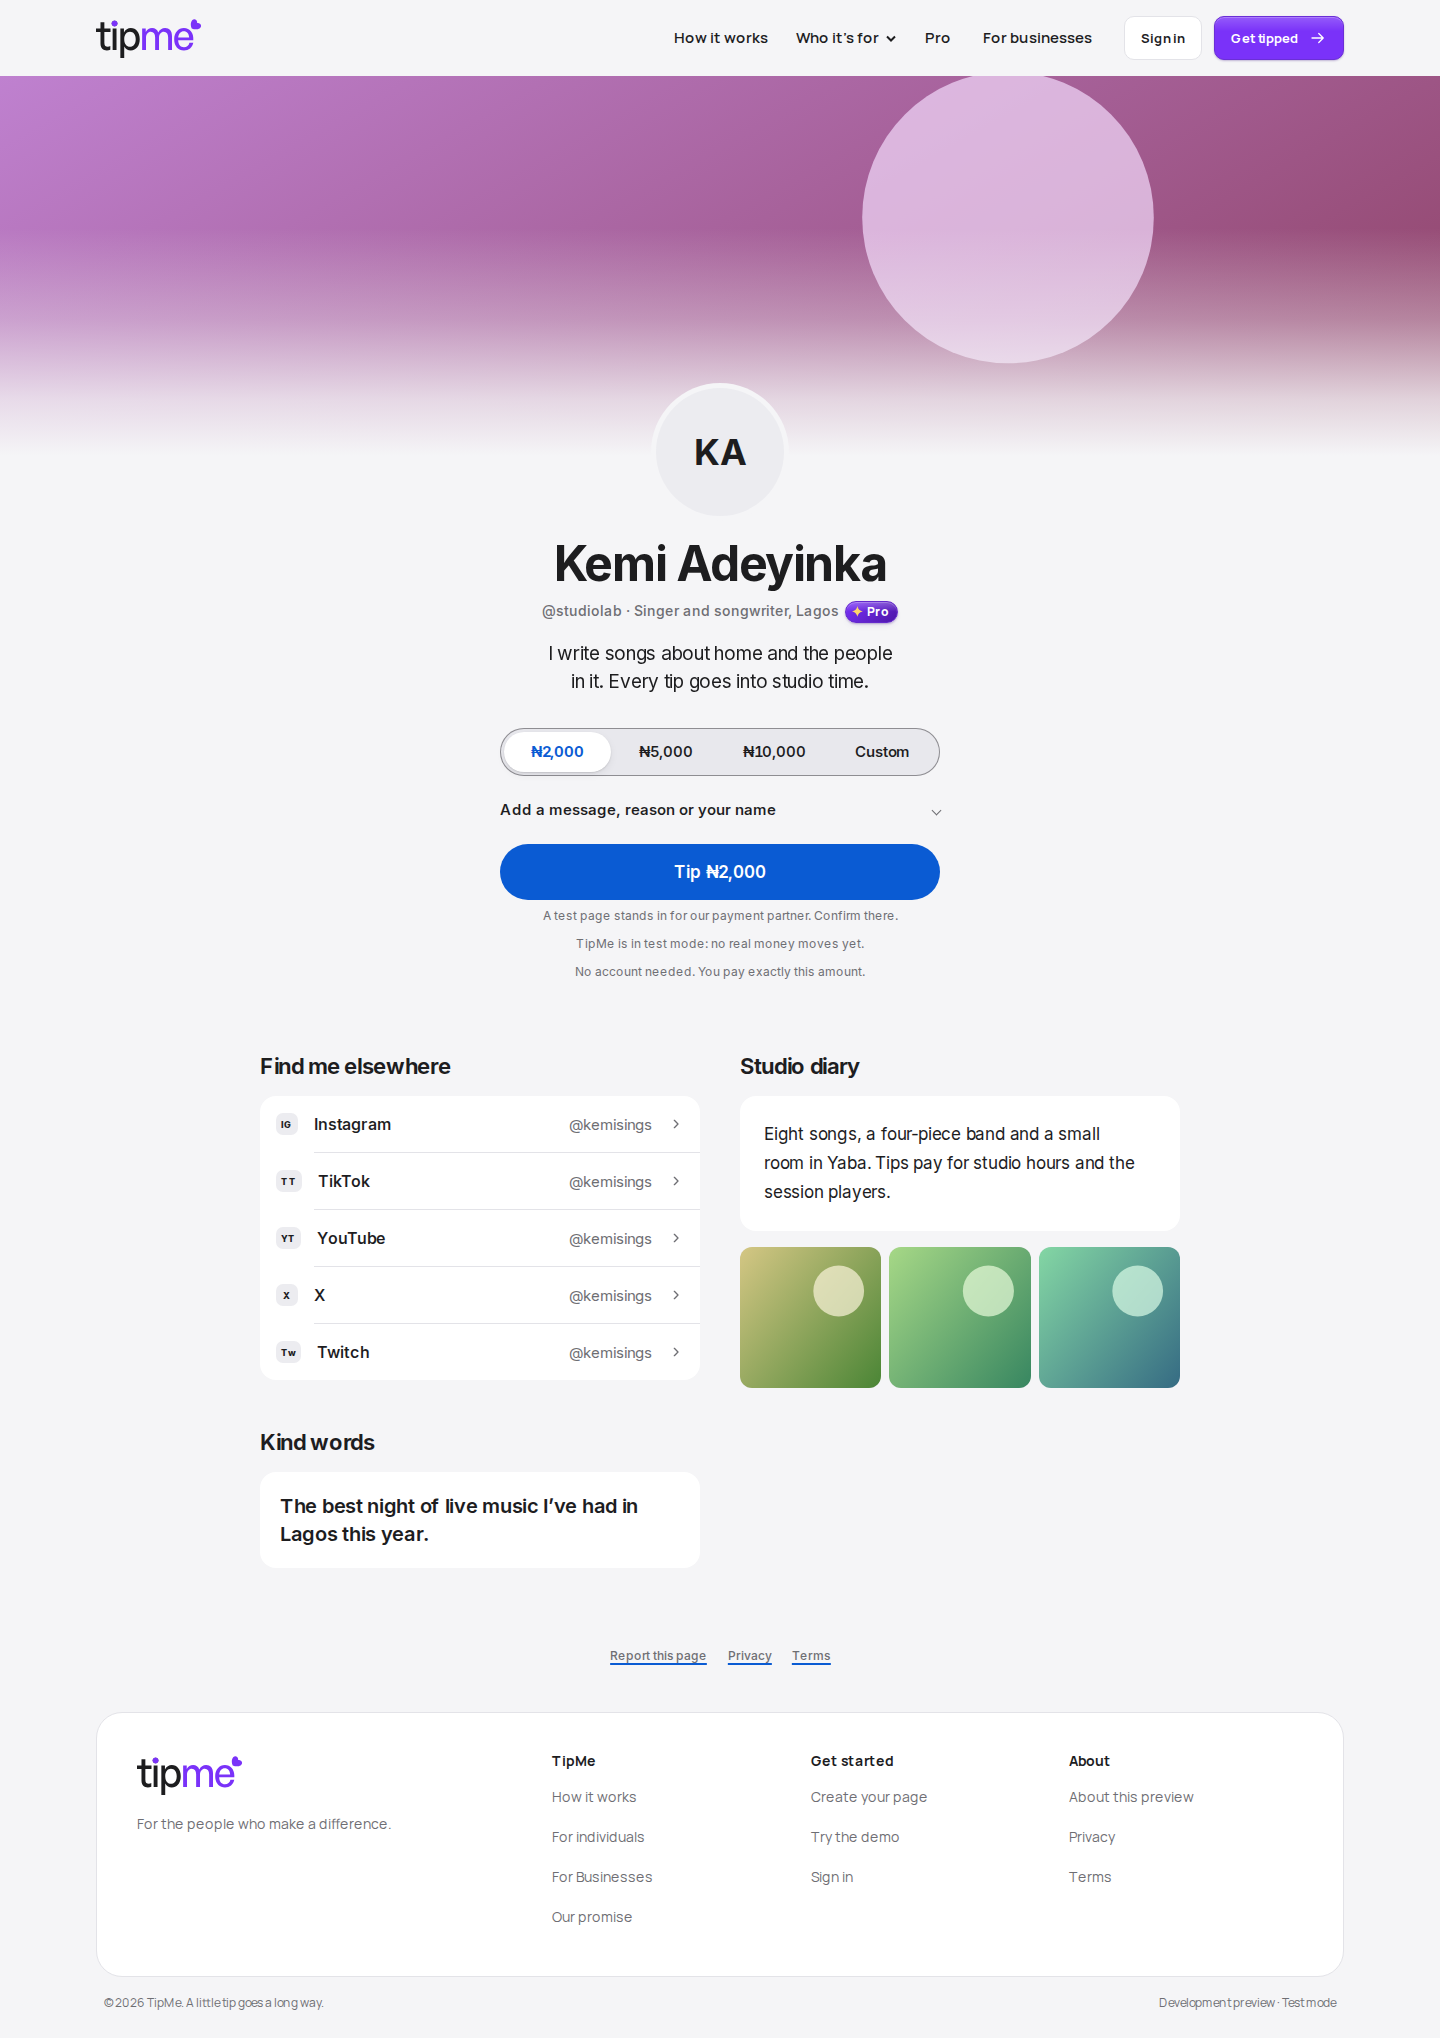 tipme
How it works
Who it's for
Pro
For businesses
Sign in
Get tipped
KA
Kemi Adeyinka
@studiolab · Singer and songwriter, Lagos
Pro
I write songs about home and the people
in it. Every tip goes into studio time.
₦2,000
₦5,000
₦10,000
Custom
Add a message, reason or your name
Tip ₦2,000
A test page stands in for our payment partner. Confirm there.
TipMe is in test mode: no real money moves yet.
No account needed. You pay exactly this amount.
Find me elsewhere
IG Instagram @kemisings
TT TikTok @kemisings
YT YouTube @kemisings
X X @kemisings
Tw Twitch @kemisings
Studio diary
Eight songs, a four-piece band and a small
room in Yaba. Tips pay for studio hours and the
session players.
Kind words
The best night of live music I’ve had in
Lagos this year.
Report this page
Privacy
Terms
tipme
For the people who make a difference.
TipMe
How it works
For individuals
For Businesses
Our promise
Get started
Create your page
Try the demo
Sign in
About
About this preview
Privacy
Terms
© 2026 TipMe. A little tip goes a long way.
Development preview · Test mode